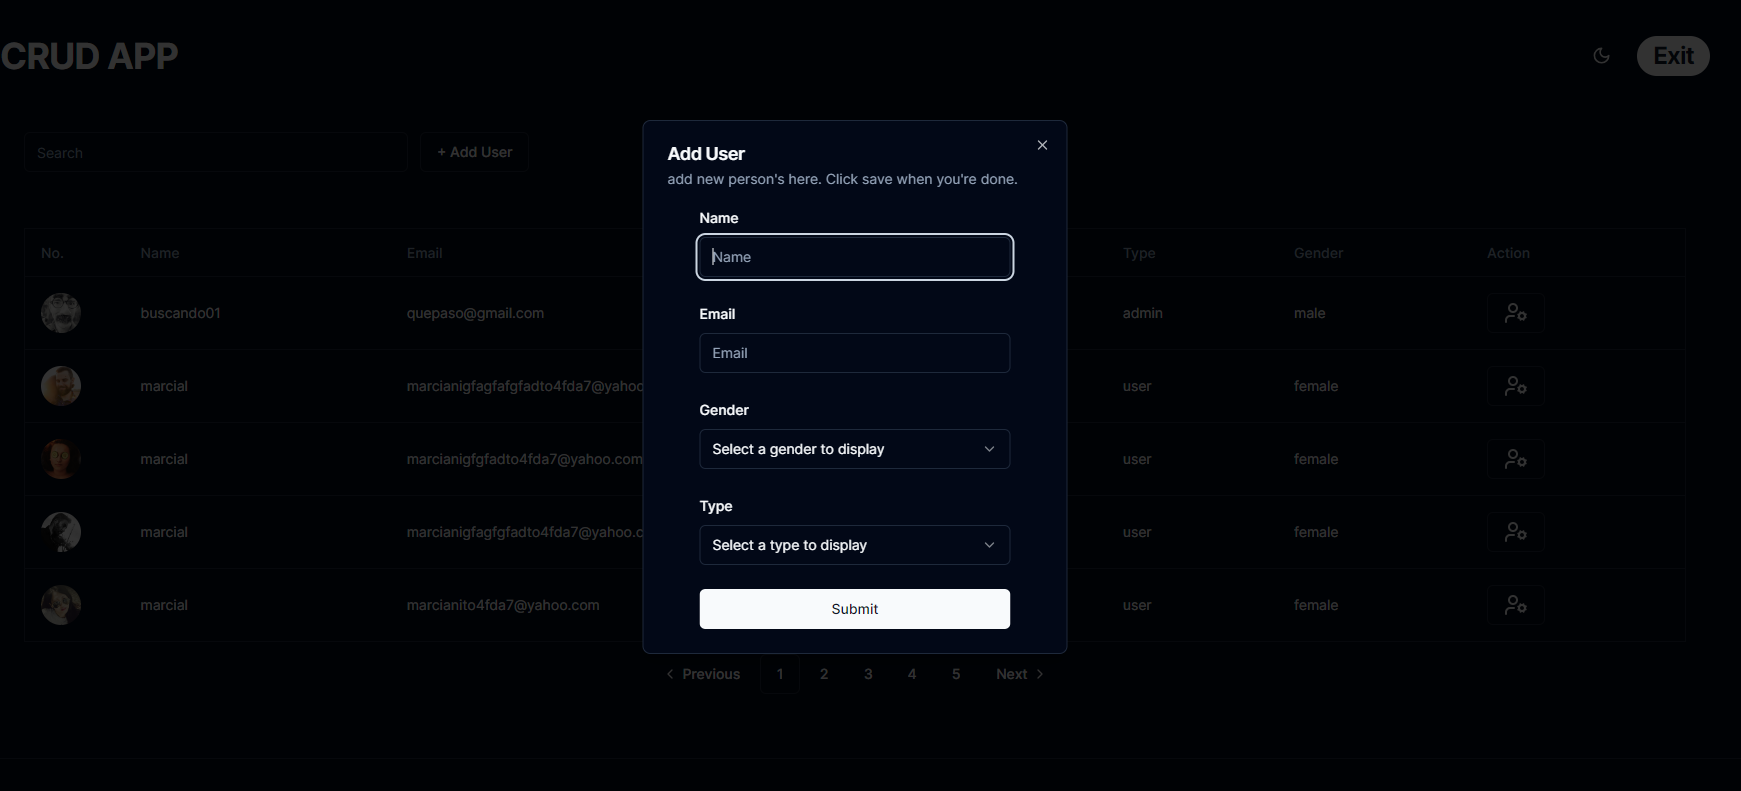 CRUD APP
Exit
Search
+ Add User
Add User
add new person's here. Click save when you're done.
Name
Name
Email
Email
Gender
Select a gender to display
Type
Select a type to display
Submit
No. Name Email Type Gender Action
buscando01 quepaso@gmail.com admin male
marcial marcianigfagfafgfadto4fda7@yahoo user female
marcial marcianigfgfadto4fda7@yahoo.com user female
marcial marcianigfagfgfadto4fda7@yahoo.c user female
marcial marcianito4fda7@yahoo.com user female
Previous 1 2 3 4 5 Next